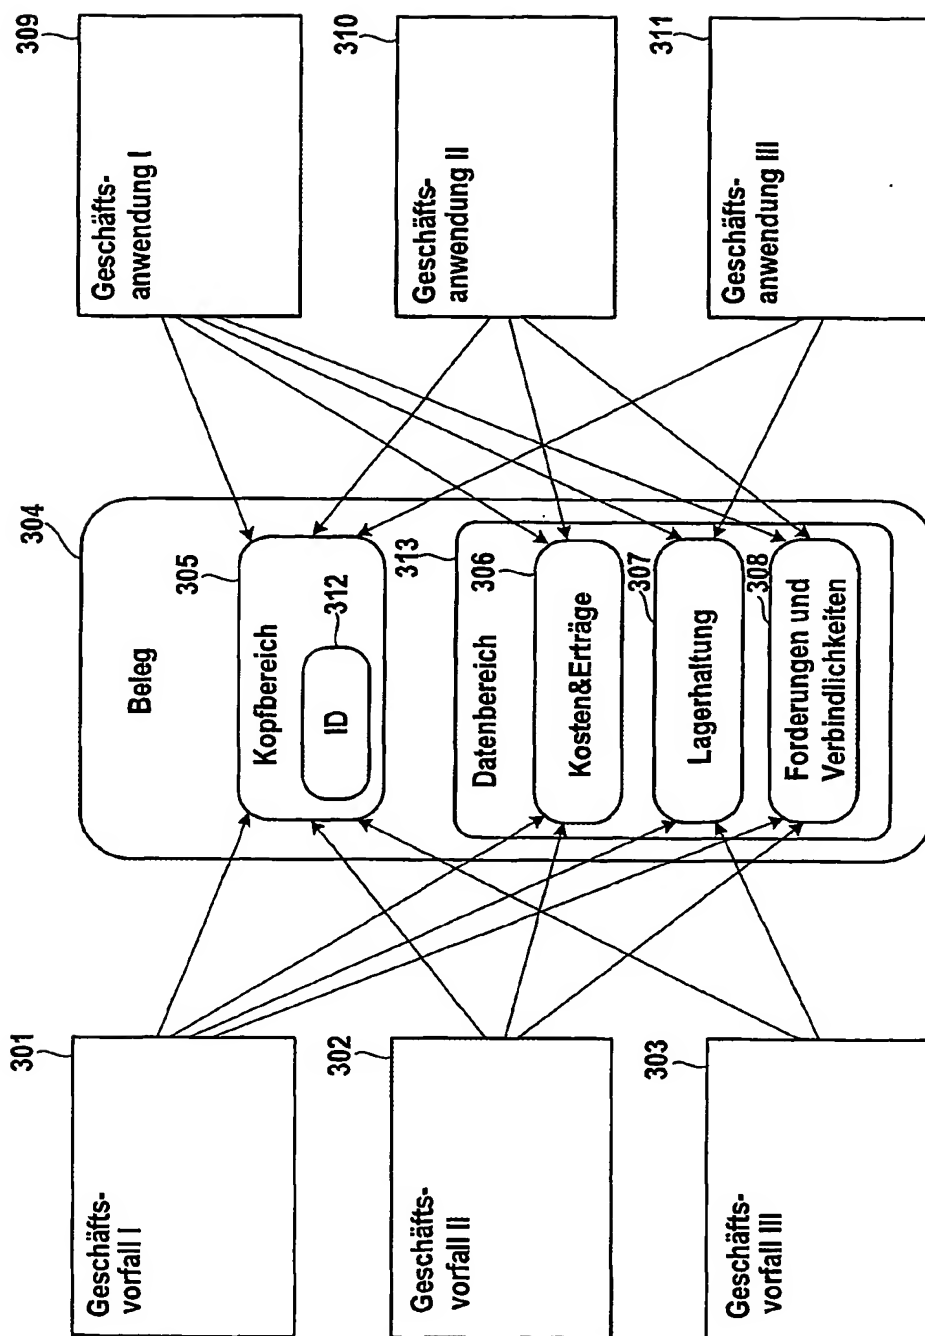 301
Geschäfts-
vorfall I
302
Geschäfts-
vorfall II
303
Geschäfts-
vorfall III
304
Beleg
305
Kopfbereich
312
ID
313
Datenbereich
306
Kosten&Erträge
307
Lagerhaltung
308
Forderungen und
Verbindlichkeiten
309
Geschäfts-
anwendung I
310
Geschäfts-
anwendung II
311
Geschäfts-
anwendung III